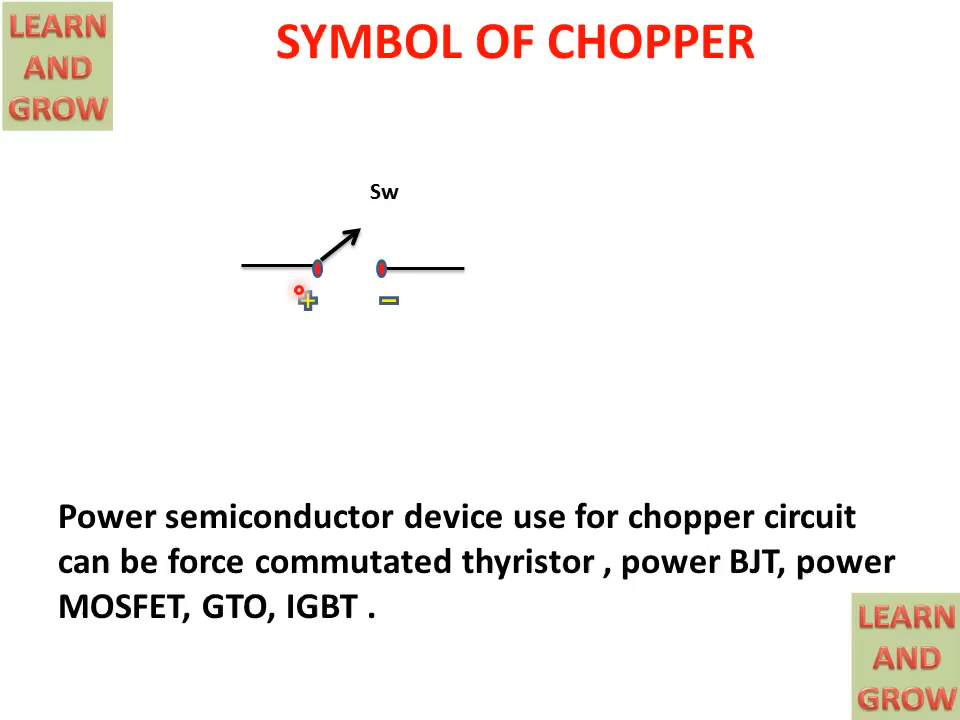 LEARN
AND
GROW
SYMBOL OF CHOPPER
Sw
+ −
Power semiconductor device use for chopper circuit
can be force commutated thyristor , power BJT, power
MOSFET, GTO, IGBT .
LEARN
AND
GROW